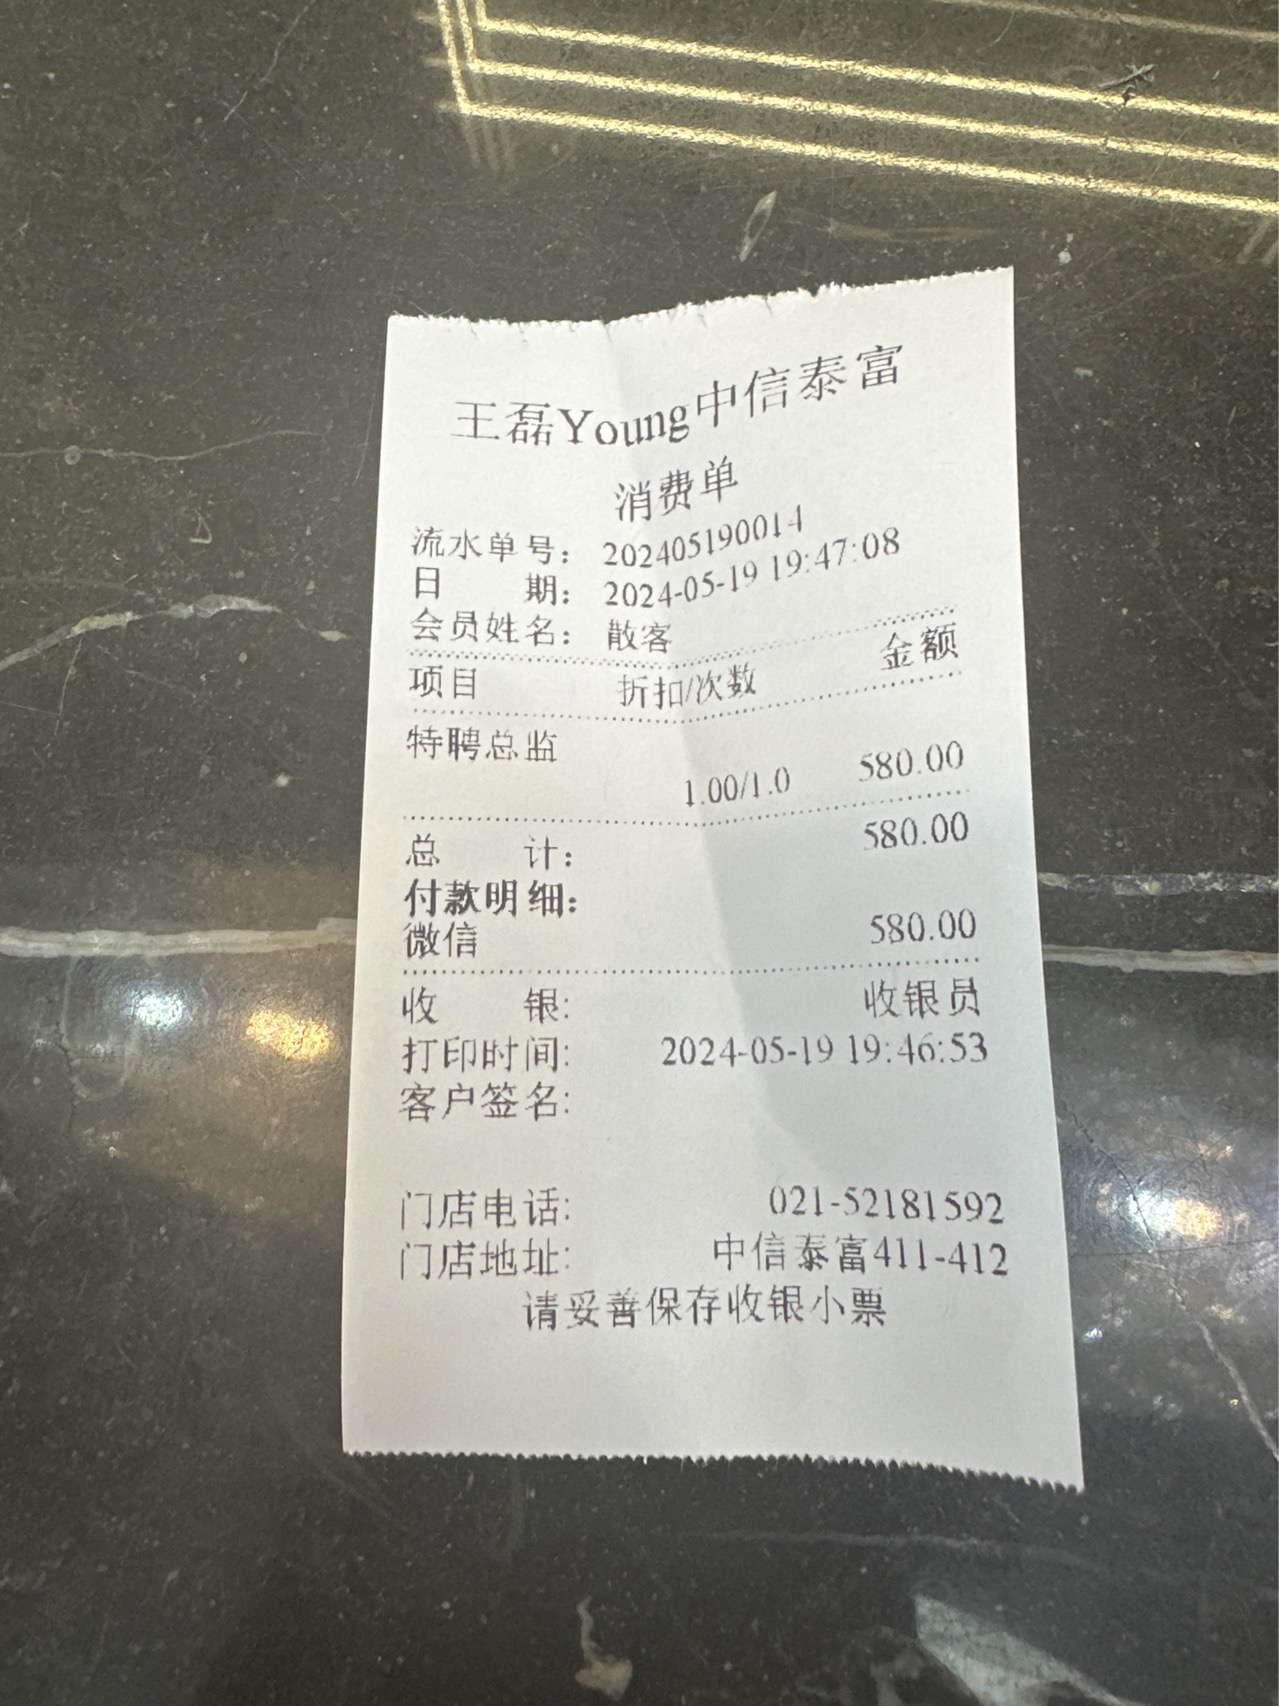 王磊Young中信泰富
消费单
流水单号： 202405190014
日 期： 2024-05-19 19:47:08
会员姓名： 散客
项目 折扣/次数 金额
特聘总监
1.00/1.0 580.00
总 计： 580.00
付款明细：
微信 580.00
收 银: 收银员
打印时间: 2024-05-19 19:46:53
客户签名:
门店电话: 021-52181592
门店地址: 中信泰富411-412
请妥善保存收银小票